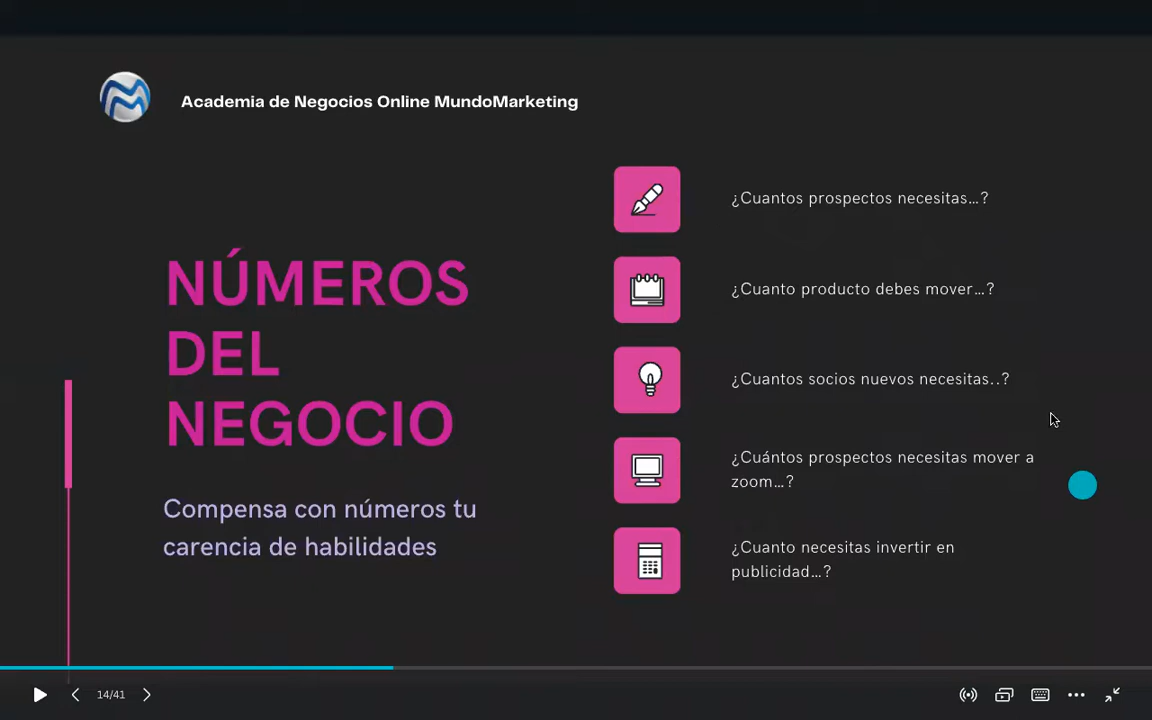 Academia de Negocios Online MundoMarketing
NÚMEROS
DEL
NEGOCIO
Compensa con números tu
carencia de habilidades
¿Cuantos prospectos necesitas...?
¿Cuanto producto debes mover...?
¿Cuantos socios nuevos necesitas..?
¿Cuántos prospectos necesitas mover a
zoom...?
¿Cuanto necesitas invertir en
publicidad...?
14/41